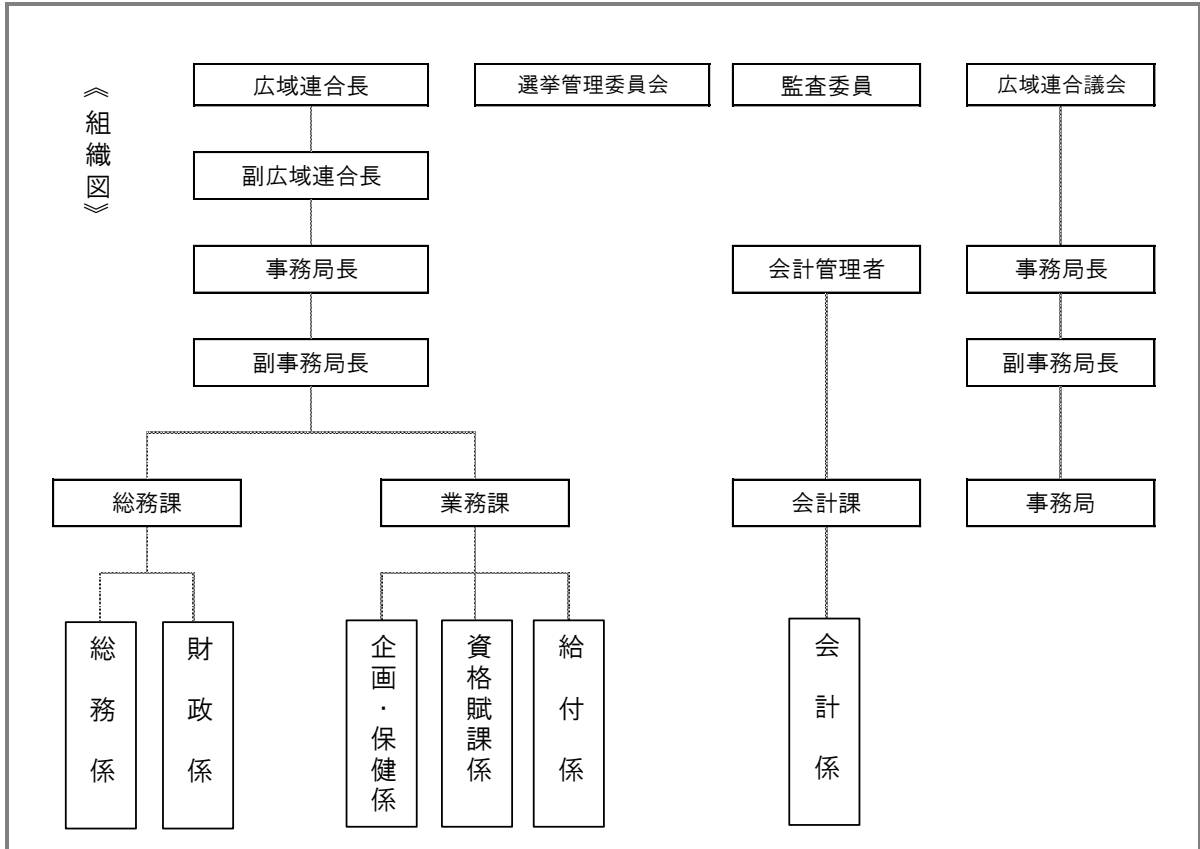 《組織図》
広域連合長
選挙管理委員会
監査委員
広域連合議会
副広域連合長
事務局長
会計管理者
事務局長
副事務局長
副事務局長
総務課
業務課
会計課
事務局
総務係
財政係
企画・保健係
資格賦課係
給付係
会計係